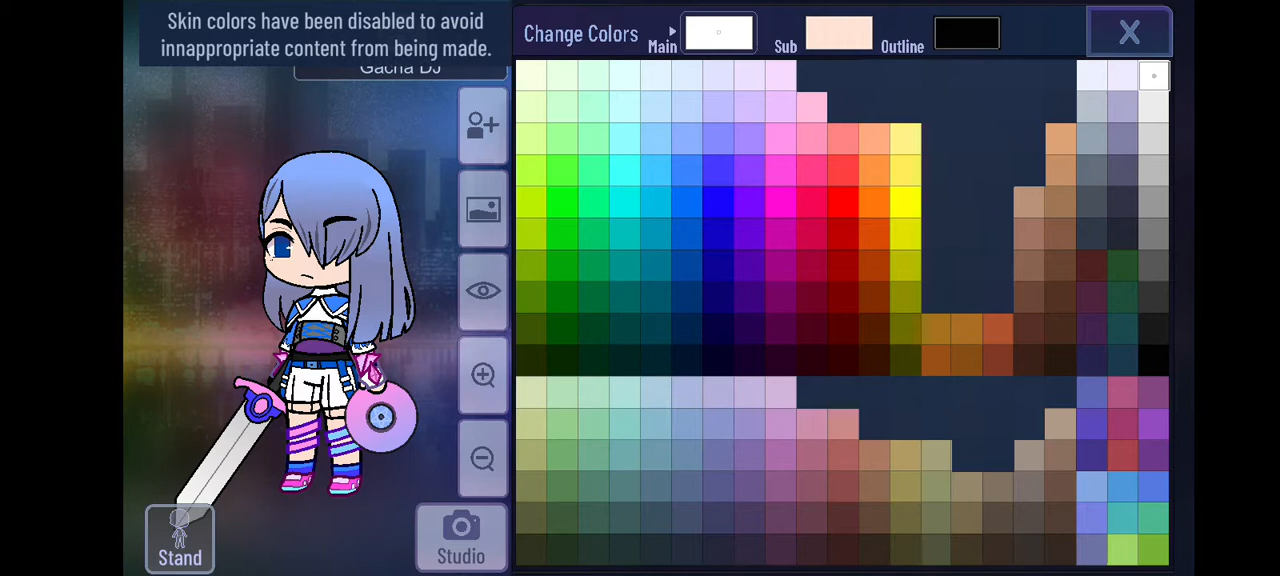 Skin colors have been disabled to avoid
innappropriate content from being made.
Gacha DJ
Change Colors
Main
Sub
Outline
X
Stand
Studio